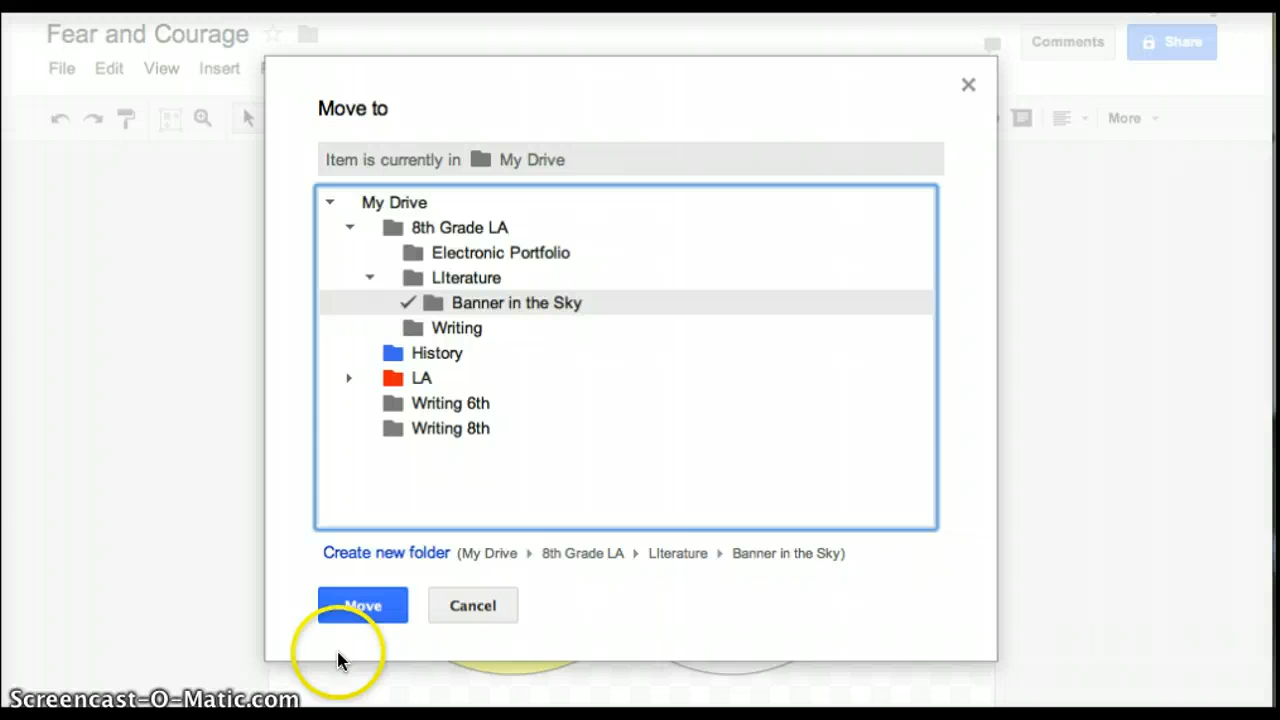 Fear and Courage
Comments
Share
File Edit View Insert
More
Move to
Item is currently in My Drive
My Drive
8th Grade LA
Electronic Portfolio
LIterature
Banner in the Sky
Writing
History
LA
Writing 6th
Writing 8th
Create new folder (My Drive ▸ 8th Grade LA ▸ LIterature ▸ Banner in the Sky)
Move Cancel
Screencast-O-Matic.com